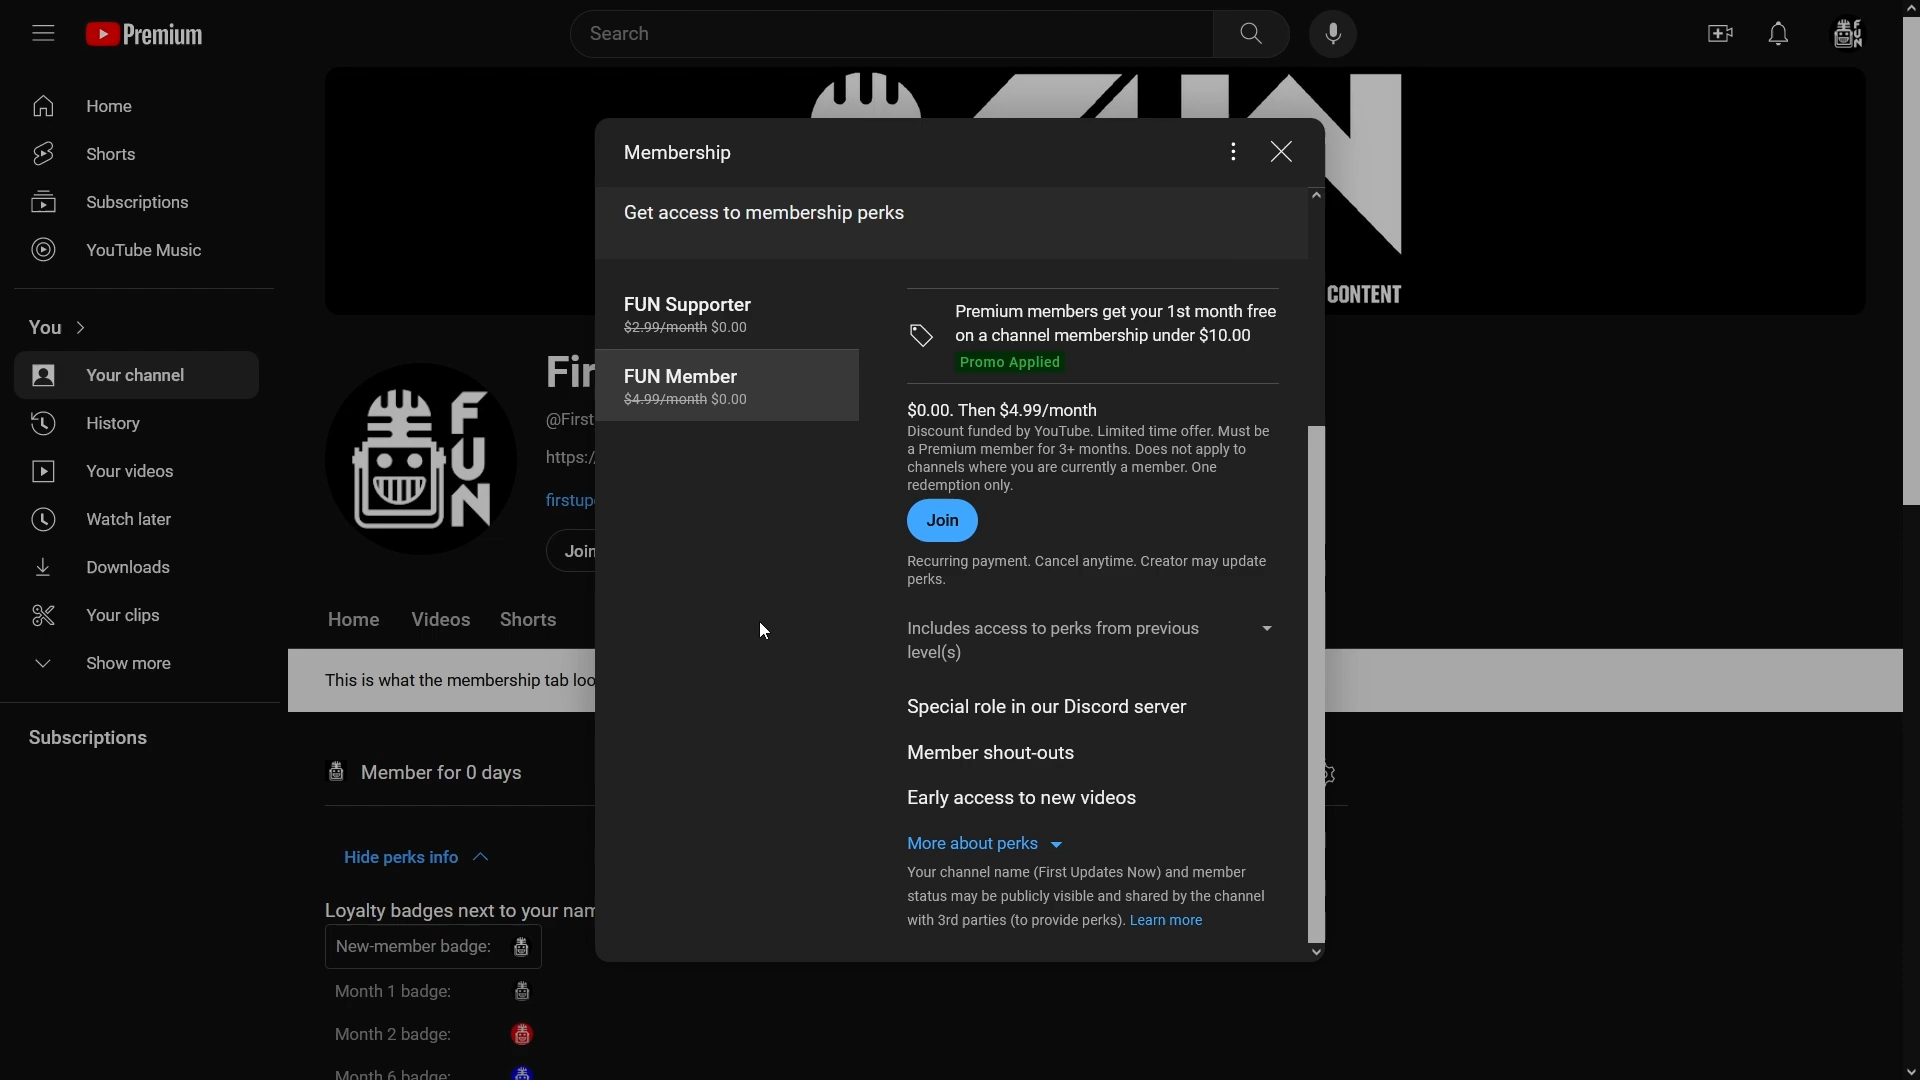 Premium
Search
FUN
Home
Shorts
Subscriptions
YouTube Music
You
Your channel
History
Your videos
Watch later
Downloads
Your clips
Show more
Subscriptions
CONTENT
FUN
Fir
@First
https:/
firstup
Join
Home
Videos
Shorts
This is what the membership tab loo
Member for 0 days
Hide perks info
Loyalty badges next to your nam
New-member badge:
Month 1 badge:
Month 2 badge:
Month 6 badge:
Membership
Get access to membership perks
FUN Supporter
$2.99/month $0.00
FUN Member
$4.99/month $0.00
Premium members get your 1st month free
on a channel membership under $10.00
Promo Applied
$0.00. Then $4.99/month
Discount funded by YouTube. Limited time offer. Must be
a Premium member for 3+ months. Does not apply to
channels where you are currently a member. One
redemption only.
Join
Recurring payment. Cancel anytime. Creator may update
perks.
Includes access to perks from previous
level(s)
Special role in our Discord server
Member shout-outs
Early access to new videos
More about perks
Your channel name (First Updates Now) and member
status may be publicly visible and shared by the channel
with 3rd parties (to provide perks). Learn more